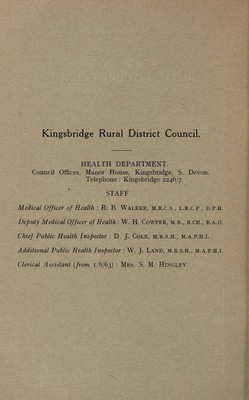 Kingsbridge Rural District Council.
HEALTH DEPARTMENT.
Council Offices, Manor House, Kingsbridge, S. Devon.
Telephone : Kingsbridge 2246/7.
STAFF
Medical Officer of Health : R. B. WALKER, M.R.C.S., L.R.C.P., D.P.H.
Deputy Medical Officer of Health : W. H. COWPER, M.B., B.CH., B.A.O.
Chief Public Health Inspector : D. J. COLE, M.R.S.H., M.A.P.H.I.
Additional Public Health Inspector : W. J. LAND, M.R.S.H., M.A.P.H.I.
Clerical Assistant (from 1/8/63) : MRS. S. M. HINGLEY.